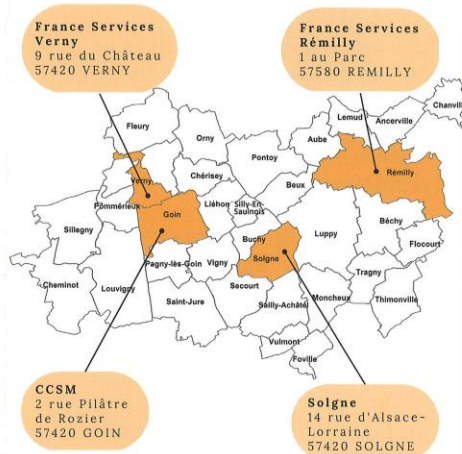 France Services
Verny
9 rue du Château
57420 VERNY
France Services
Rémilly
1 au Parc
57580 REMILLY
Chanville
Lemud
Ancerville
Fleury
Orny
Aube
Pontoy
Chérisey
Verny
Beux
Rémilly
Pommérieux
Goin
Liéhon
Silly-En-
Saulnois
Béchy
Sillegny
Buchy
Luppy
Flocourt
Solgne
Pagny-lès-Goin
Vigny
Tragny
Cheminot
Louvigny
Secourt
Saint-Jure
Sailly-Achâtel
Moncheux
Thimonville
Vulmont
Foville
CCSM
2 rue Pilâtre
de Rozier
57420 GOIN
Solgne
14 rue d'Alsace-
Lorraine
57420 SOLGNE